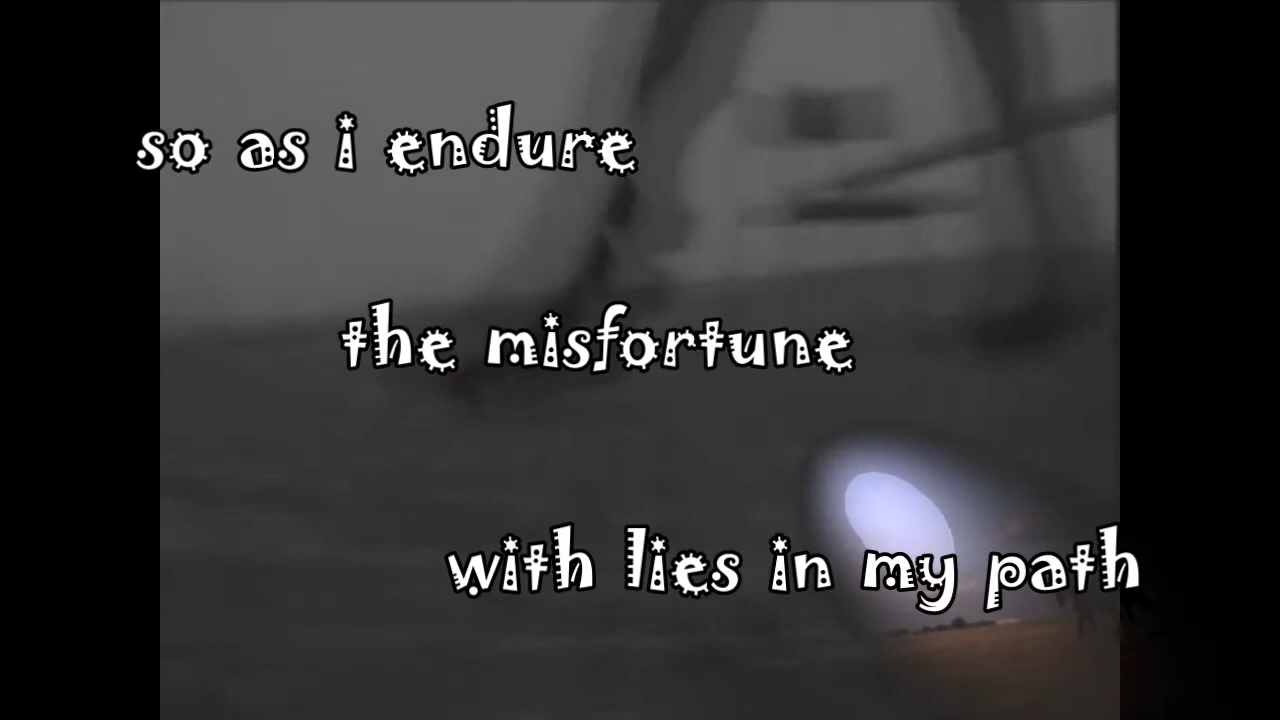 so as i endure
the misfortune
with lies in my path